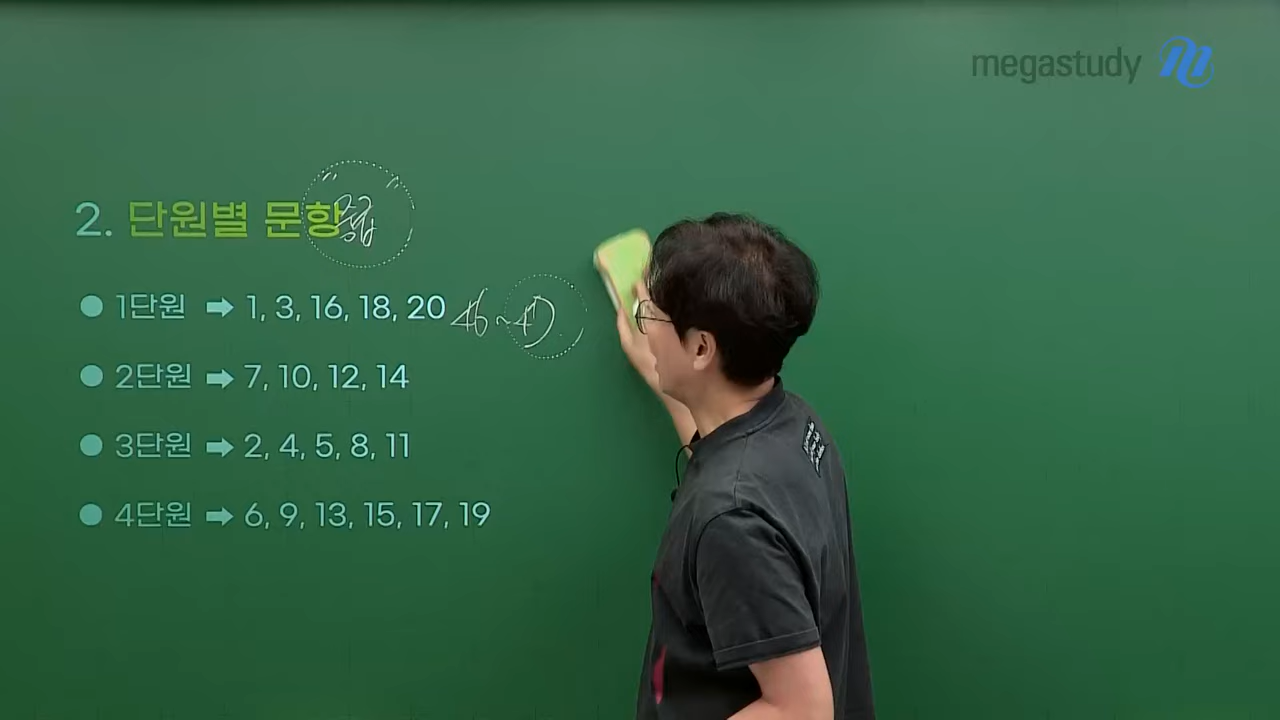 megastudy
2. 단원별 문항
1단원 ➡ 1, 3, 16, 18, 20 46~47
2단원 ➡ 7, 10, 12, 14
3단원 ➡ 2, 4, 5, 8, 11
4단원 ➡ 6, 9, 13, 15, 17, 19